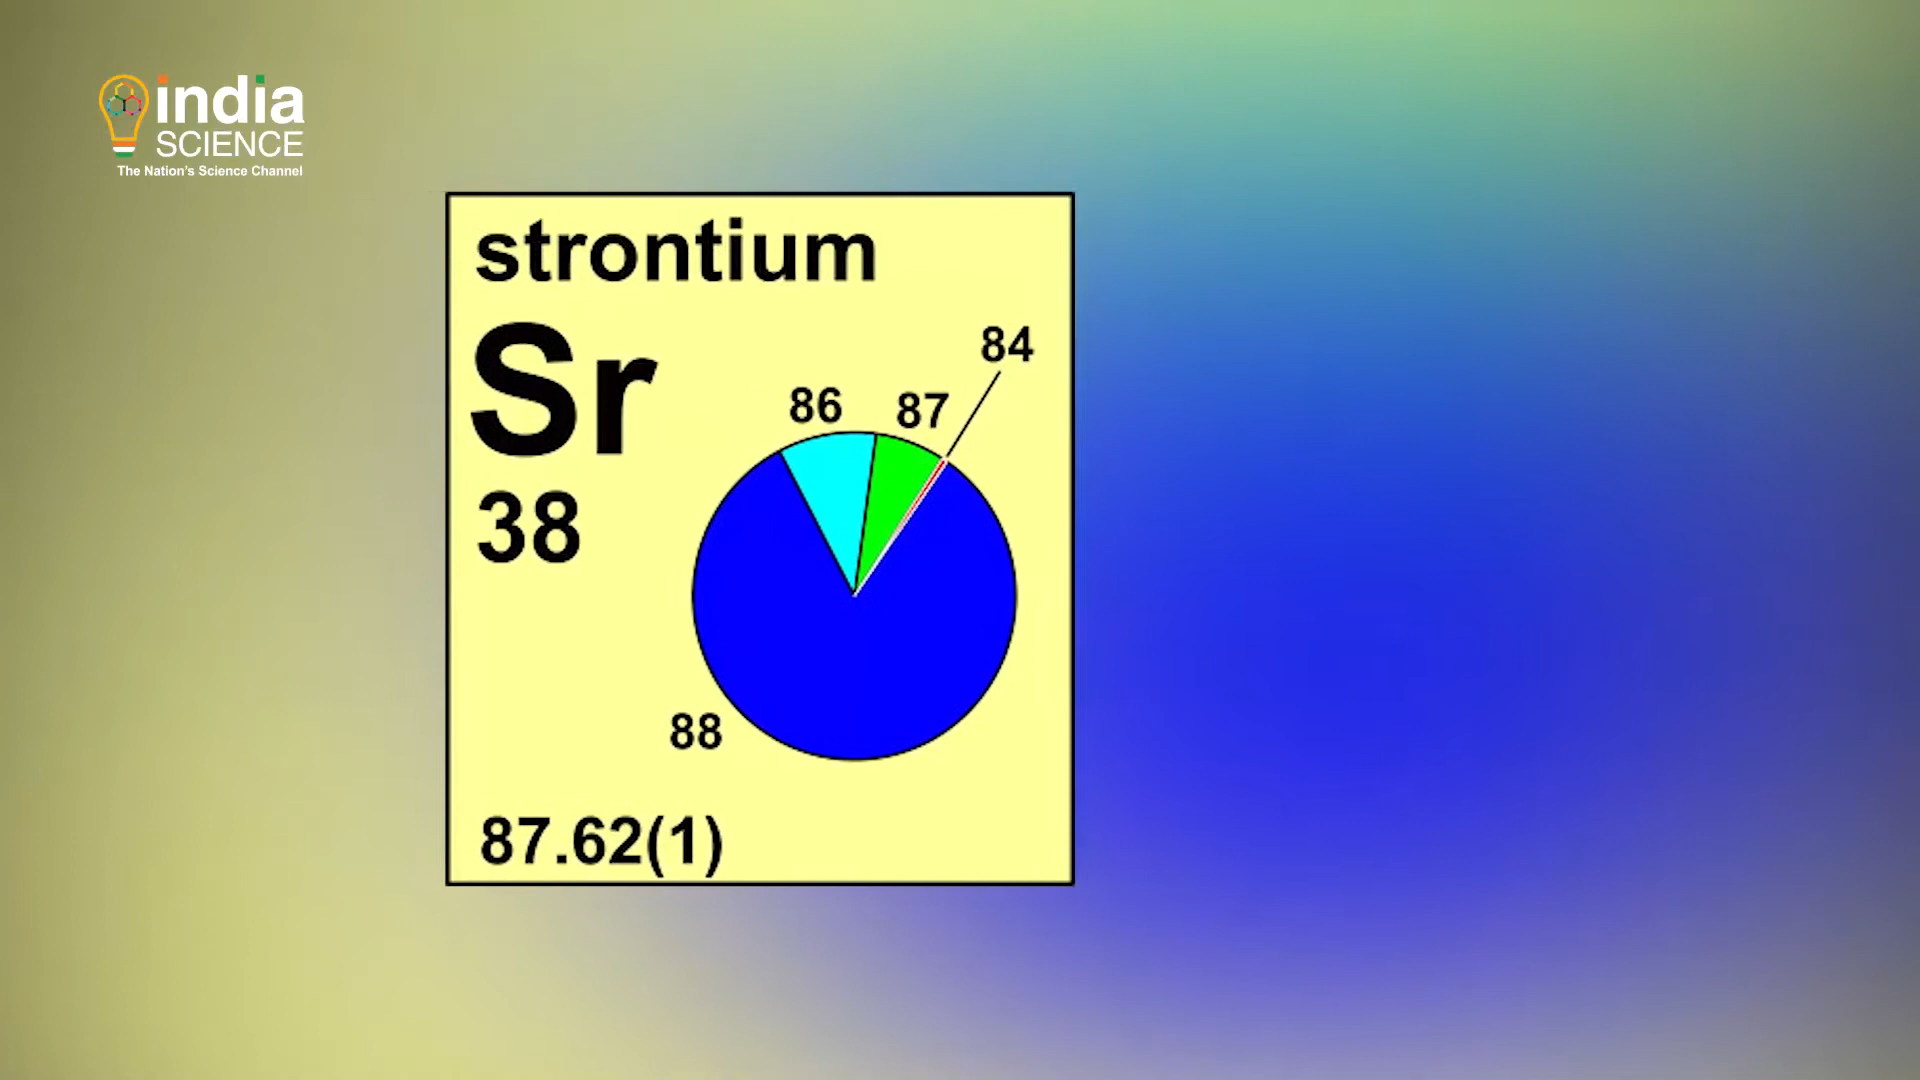 india
SCIENCE
The Nation's Science Channel
strontium
Sr
84
86
87
38
88
87.62(1)